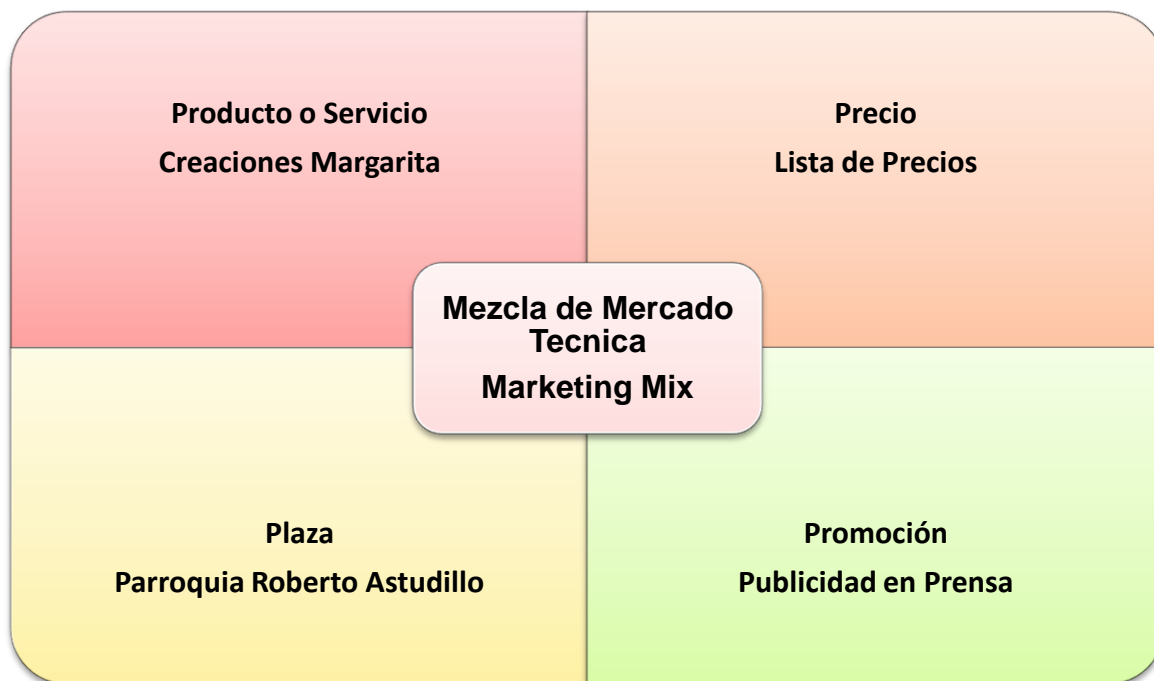 Producto o Servicio
Creaciones Margarita
Precio
Lista de Precios
Mezcla de Mercado
Tecnica
Marketing Mix
Plaza
Parroquia Roberto Astudillo
Promoción
Publicidad en Prensa